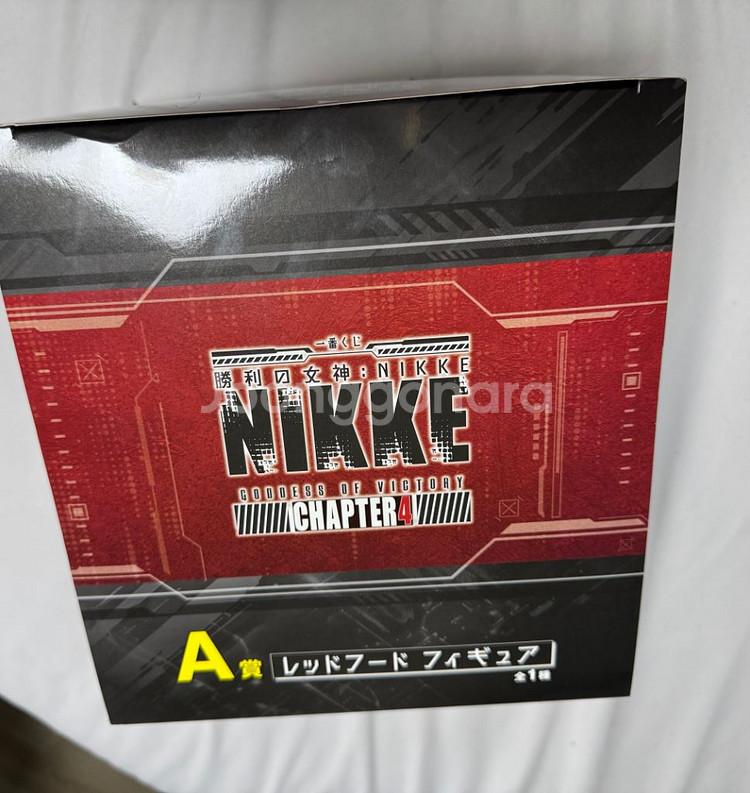 一番くじ
勝利の女神:NIKKE
NIKKE
GODDESS OF VICTORY
CHAPTER4
A賞 レッドフード フィギュア
全1種
Joonggonara